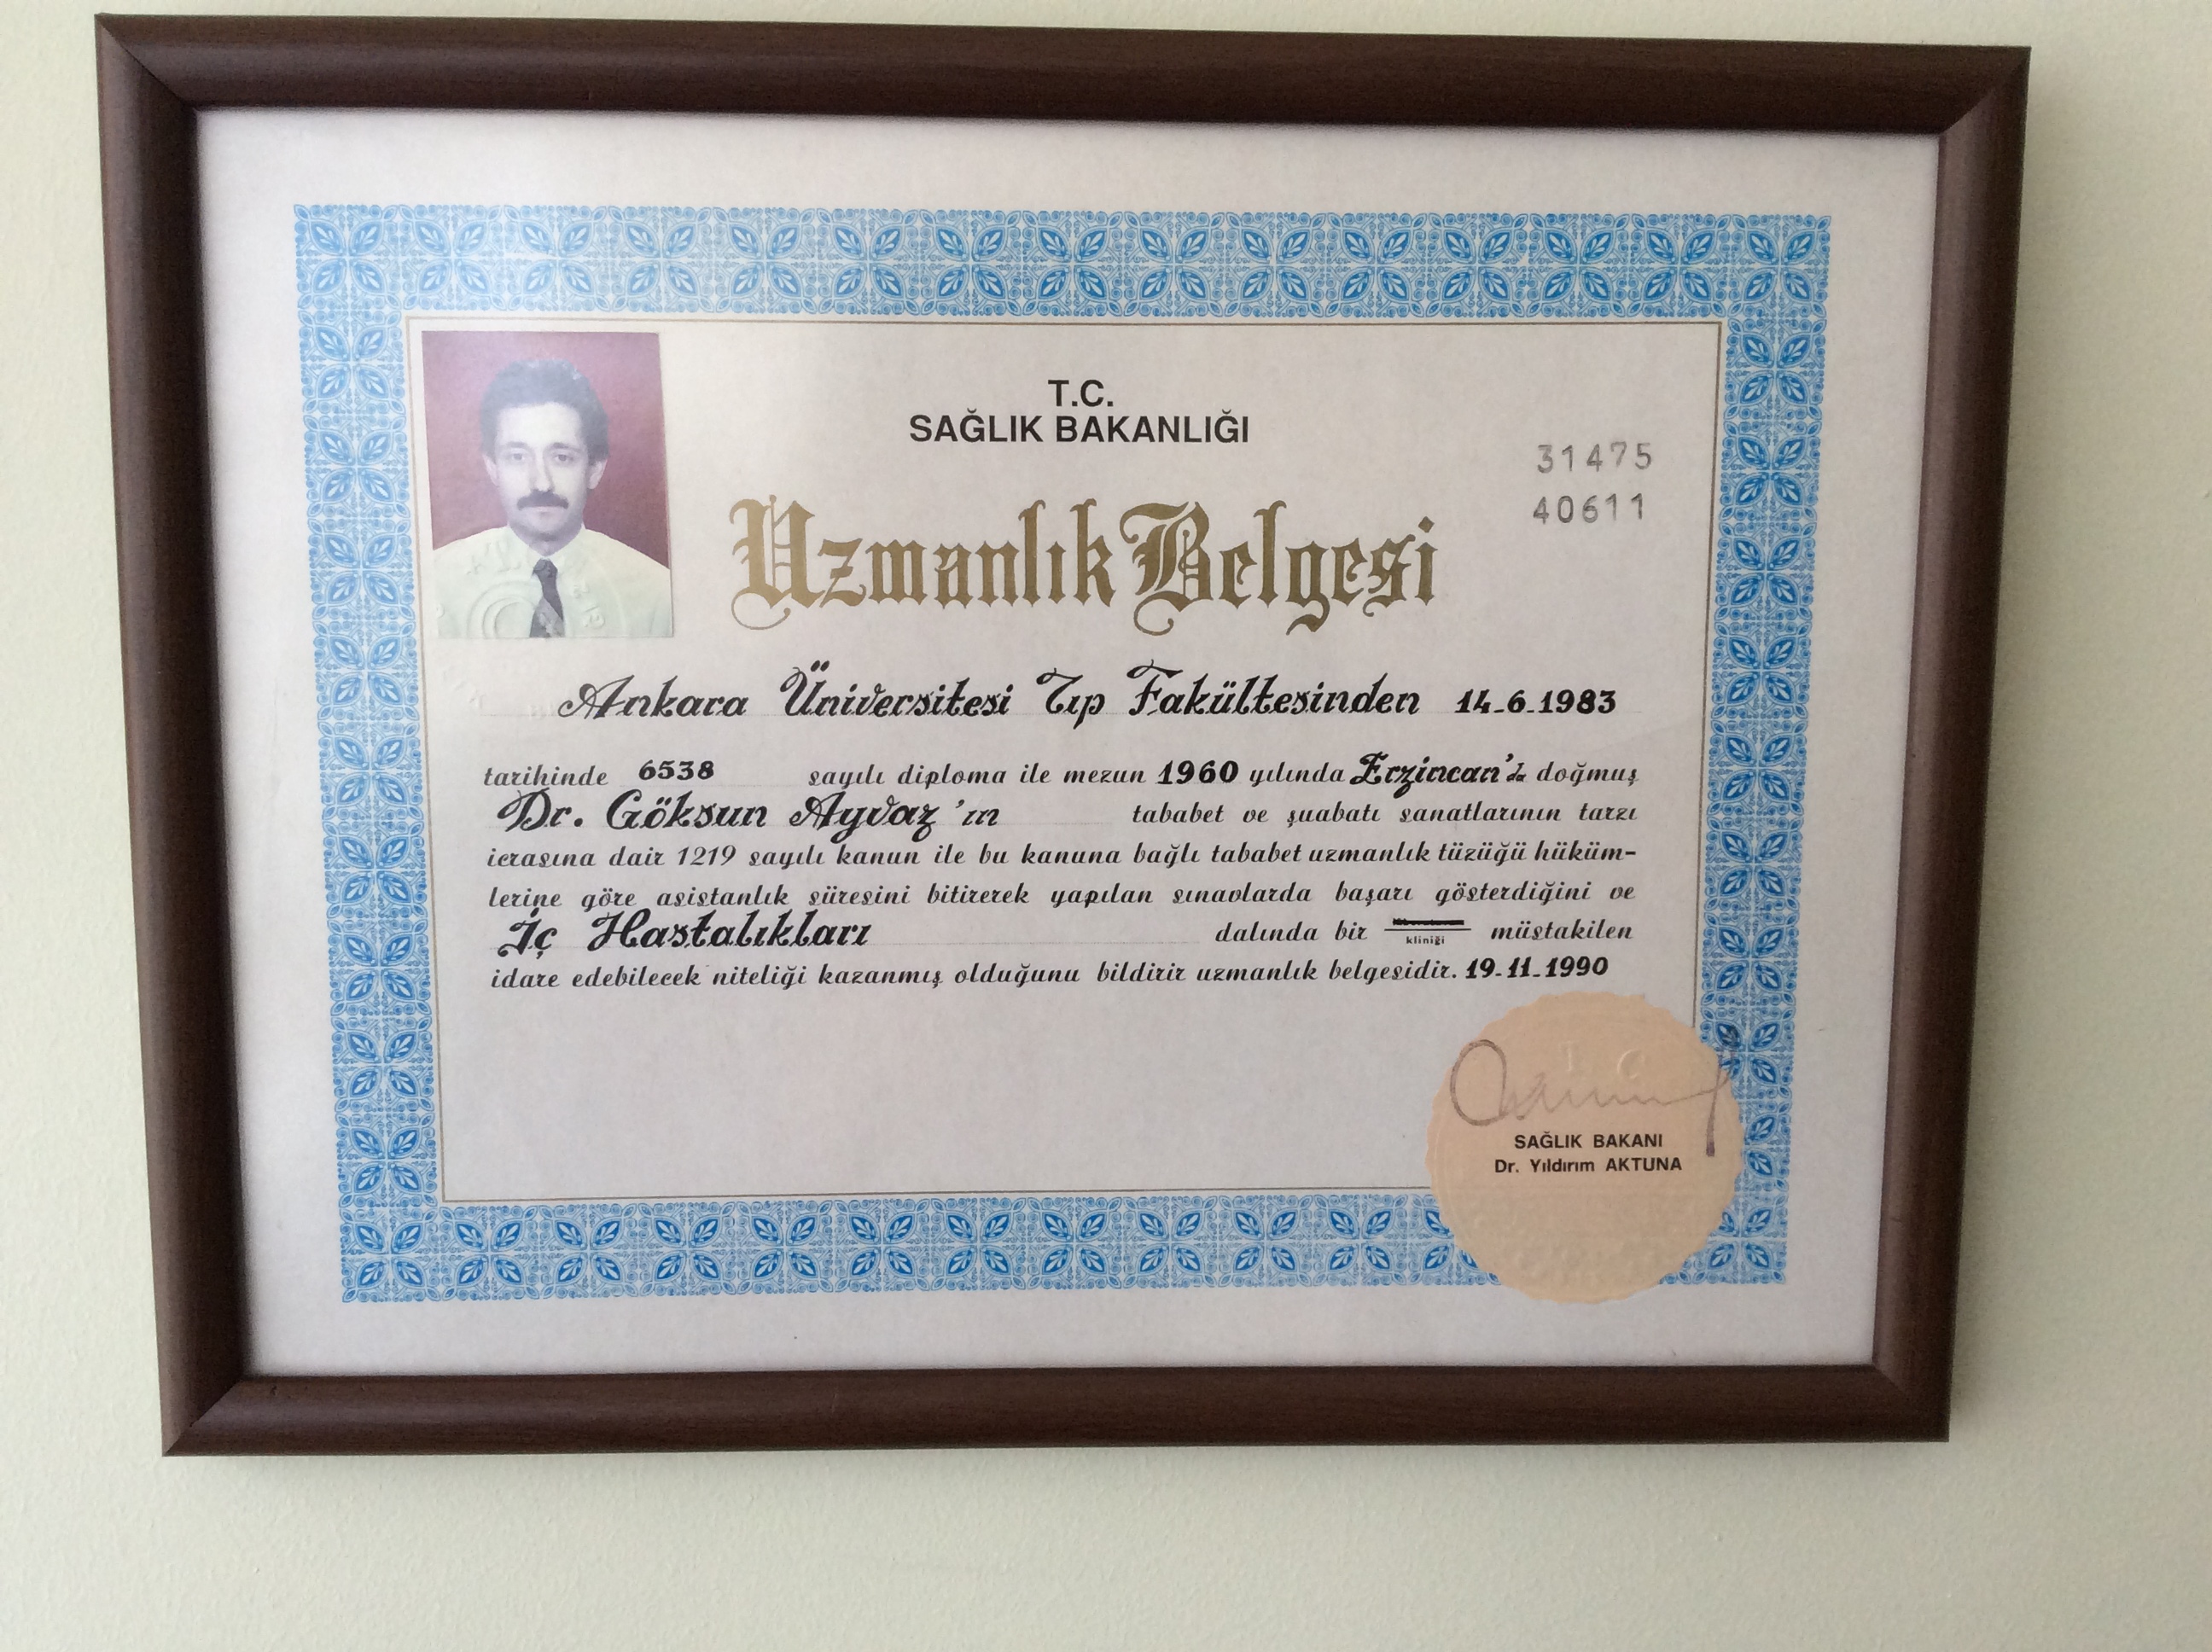 T.C.
SAĞLIK BAKANLIĞI
31475
40611
Uzmanlık Belgesi
Ankara Üniversitesi Tıp Fakültesinden 14-6-1983
tarihinde 6538 sayılı diploma ile mezun 1960 yılında Erzincan'da doğmuş
Dr. Göksun Ayvaz'ın tababet ve şuabatı sanatlarının tarzı
icrasına dair 1219 sayılı kanun ile bu kanuna bağlı tababet uzmanlık tüzüğü hüküm-
lerine göre asistanlık süresini bitirerek yapılan sınavlarda başarı gösterdiğini ve
İç Hastalıkları dalında bir kliniği müstakilen
idare edebilecek niteliği kazanmış olduğunu bildirir uzmanlık belgesidir. 19-11-1990
T C
SAĞLIK BAKANI
Dr. Yıldırım AKTUNA